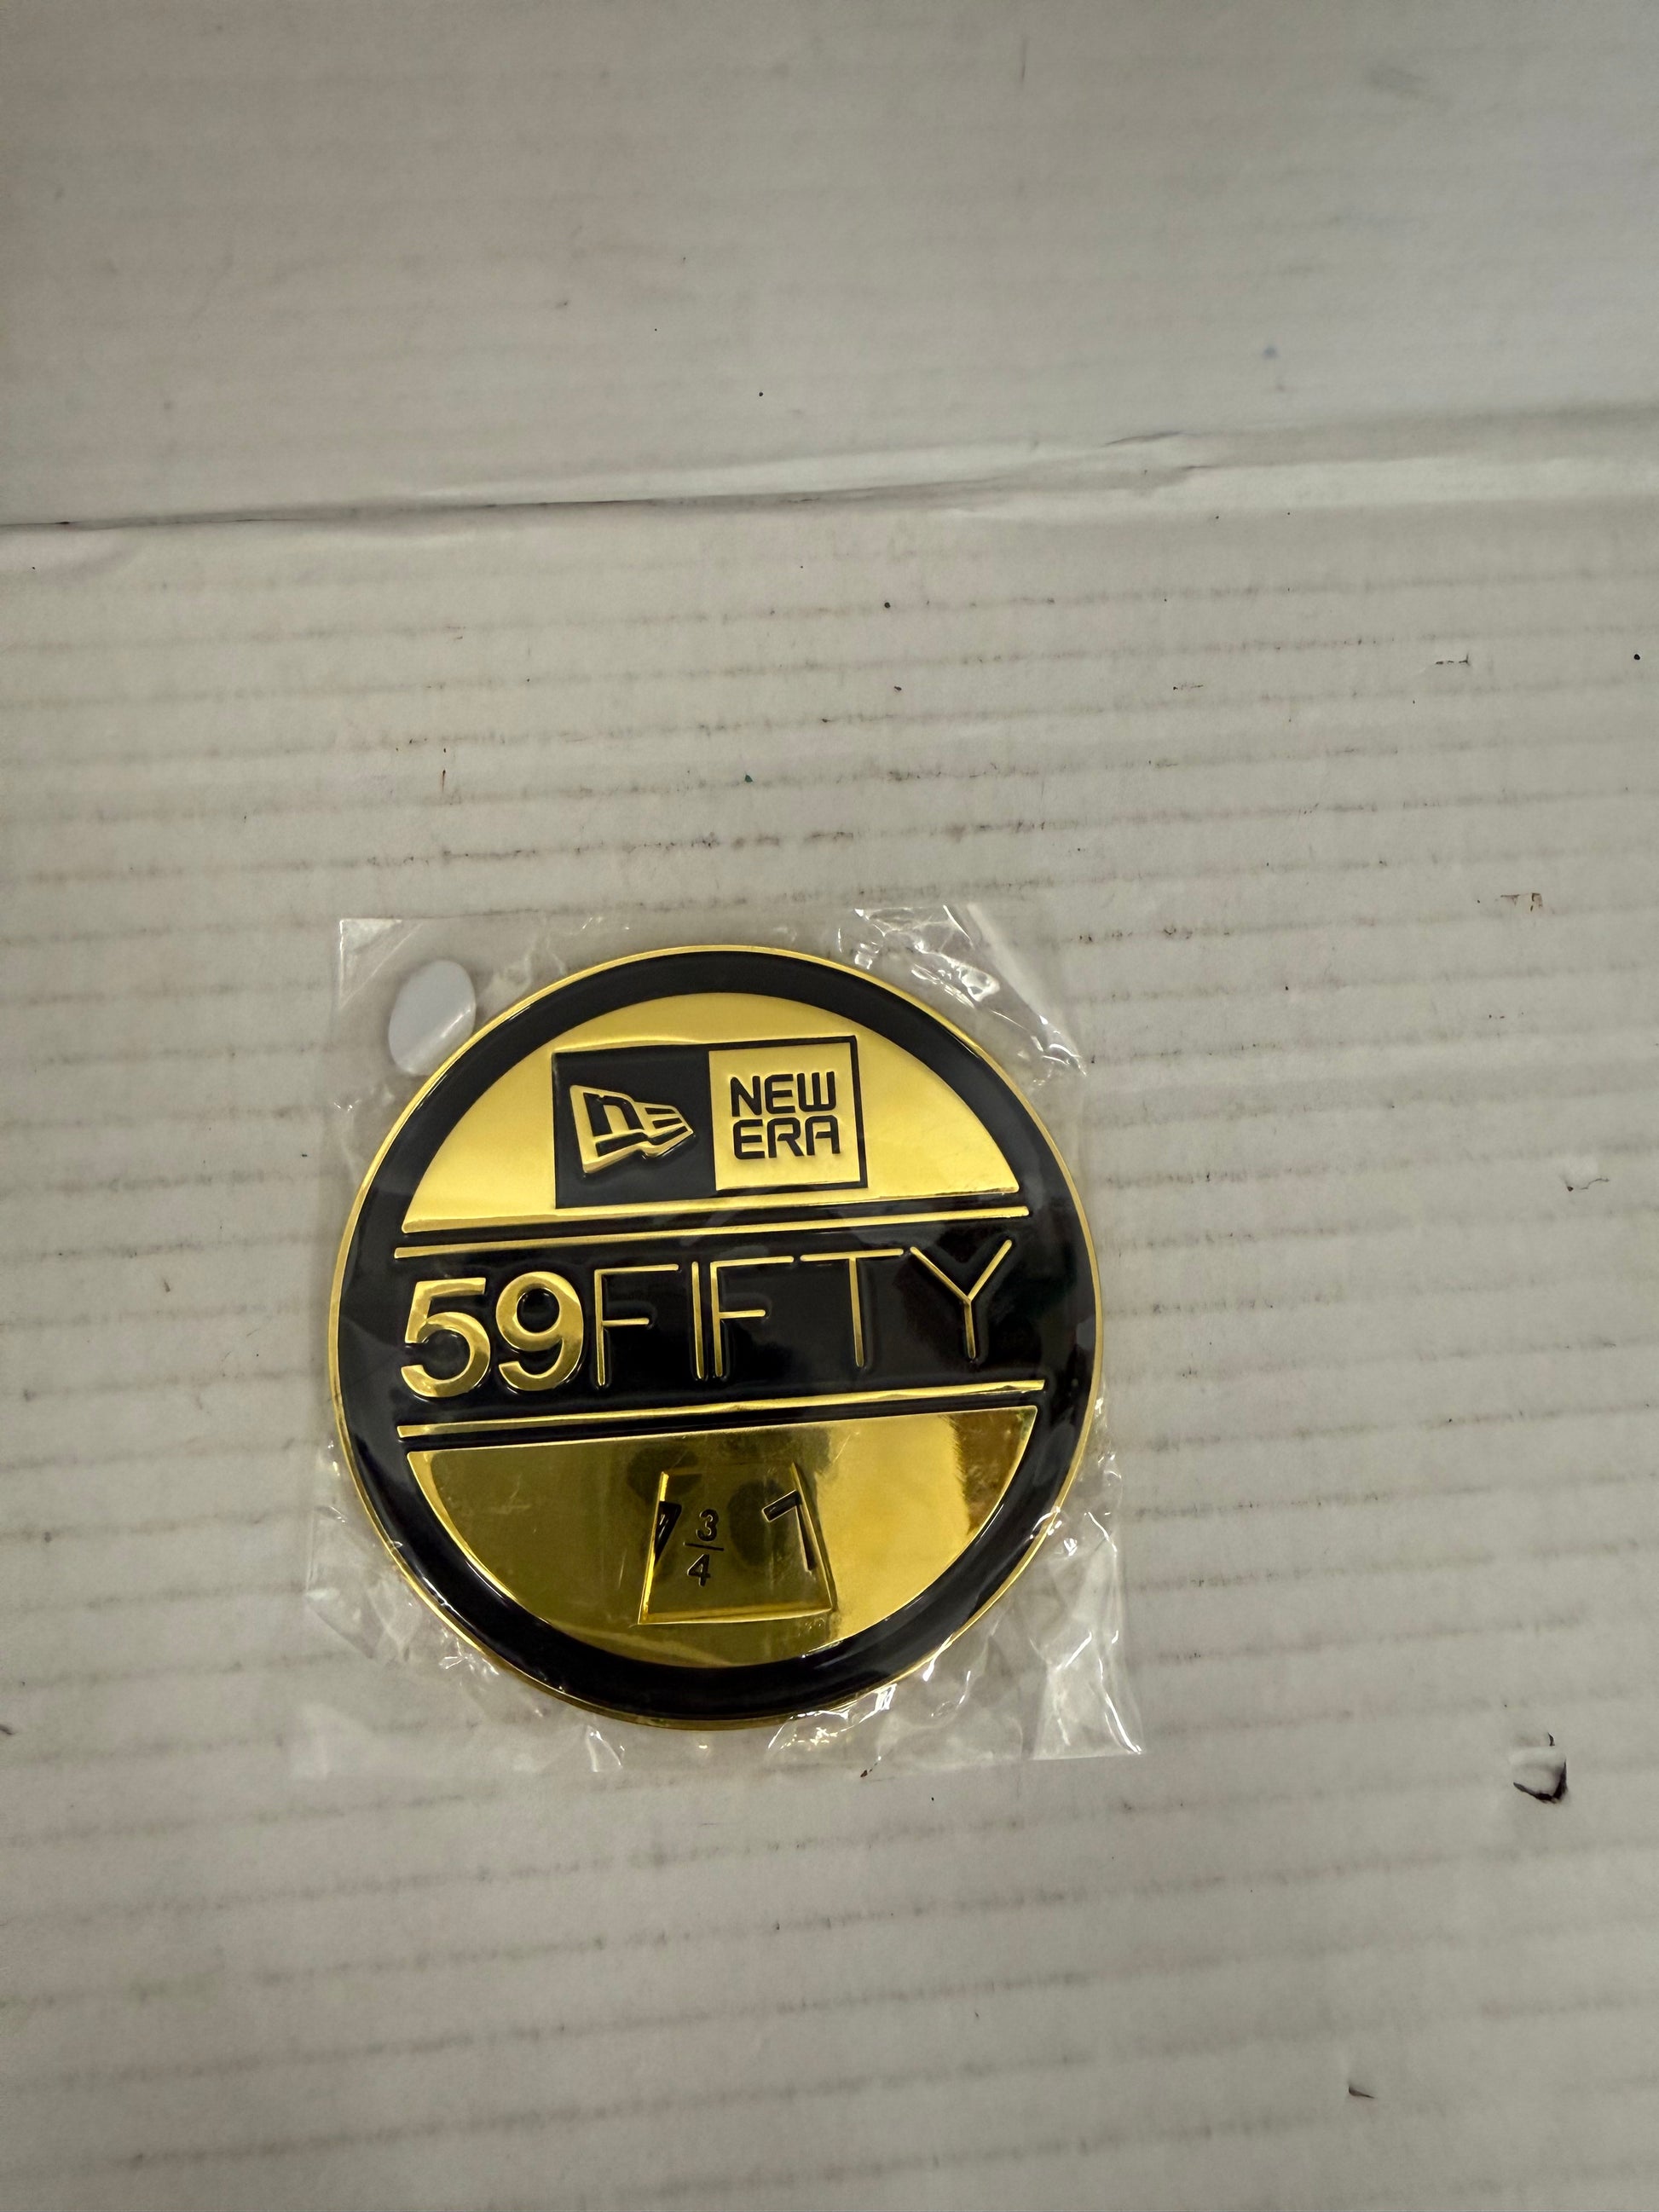 NEW
ERA
59FIFTY
7 3/4